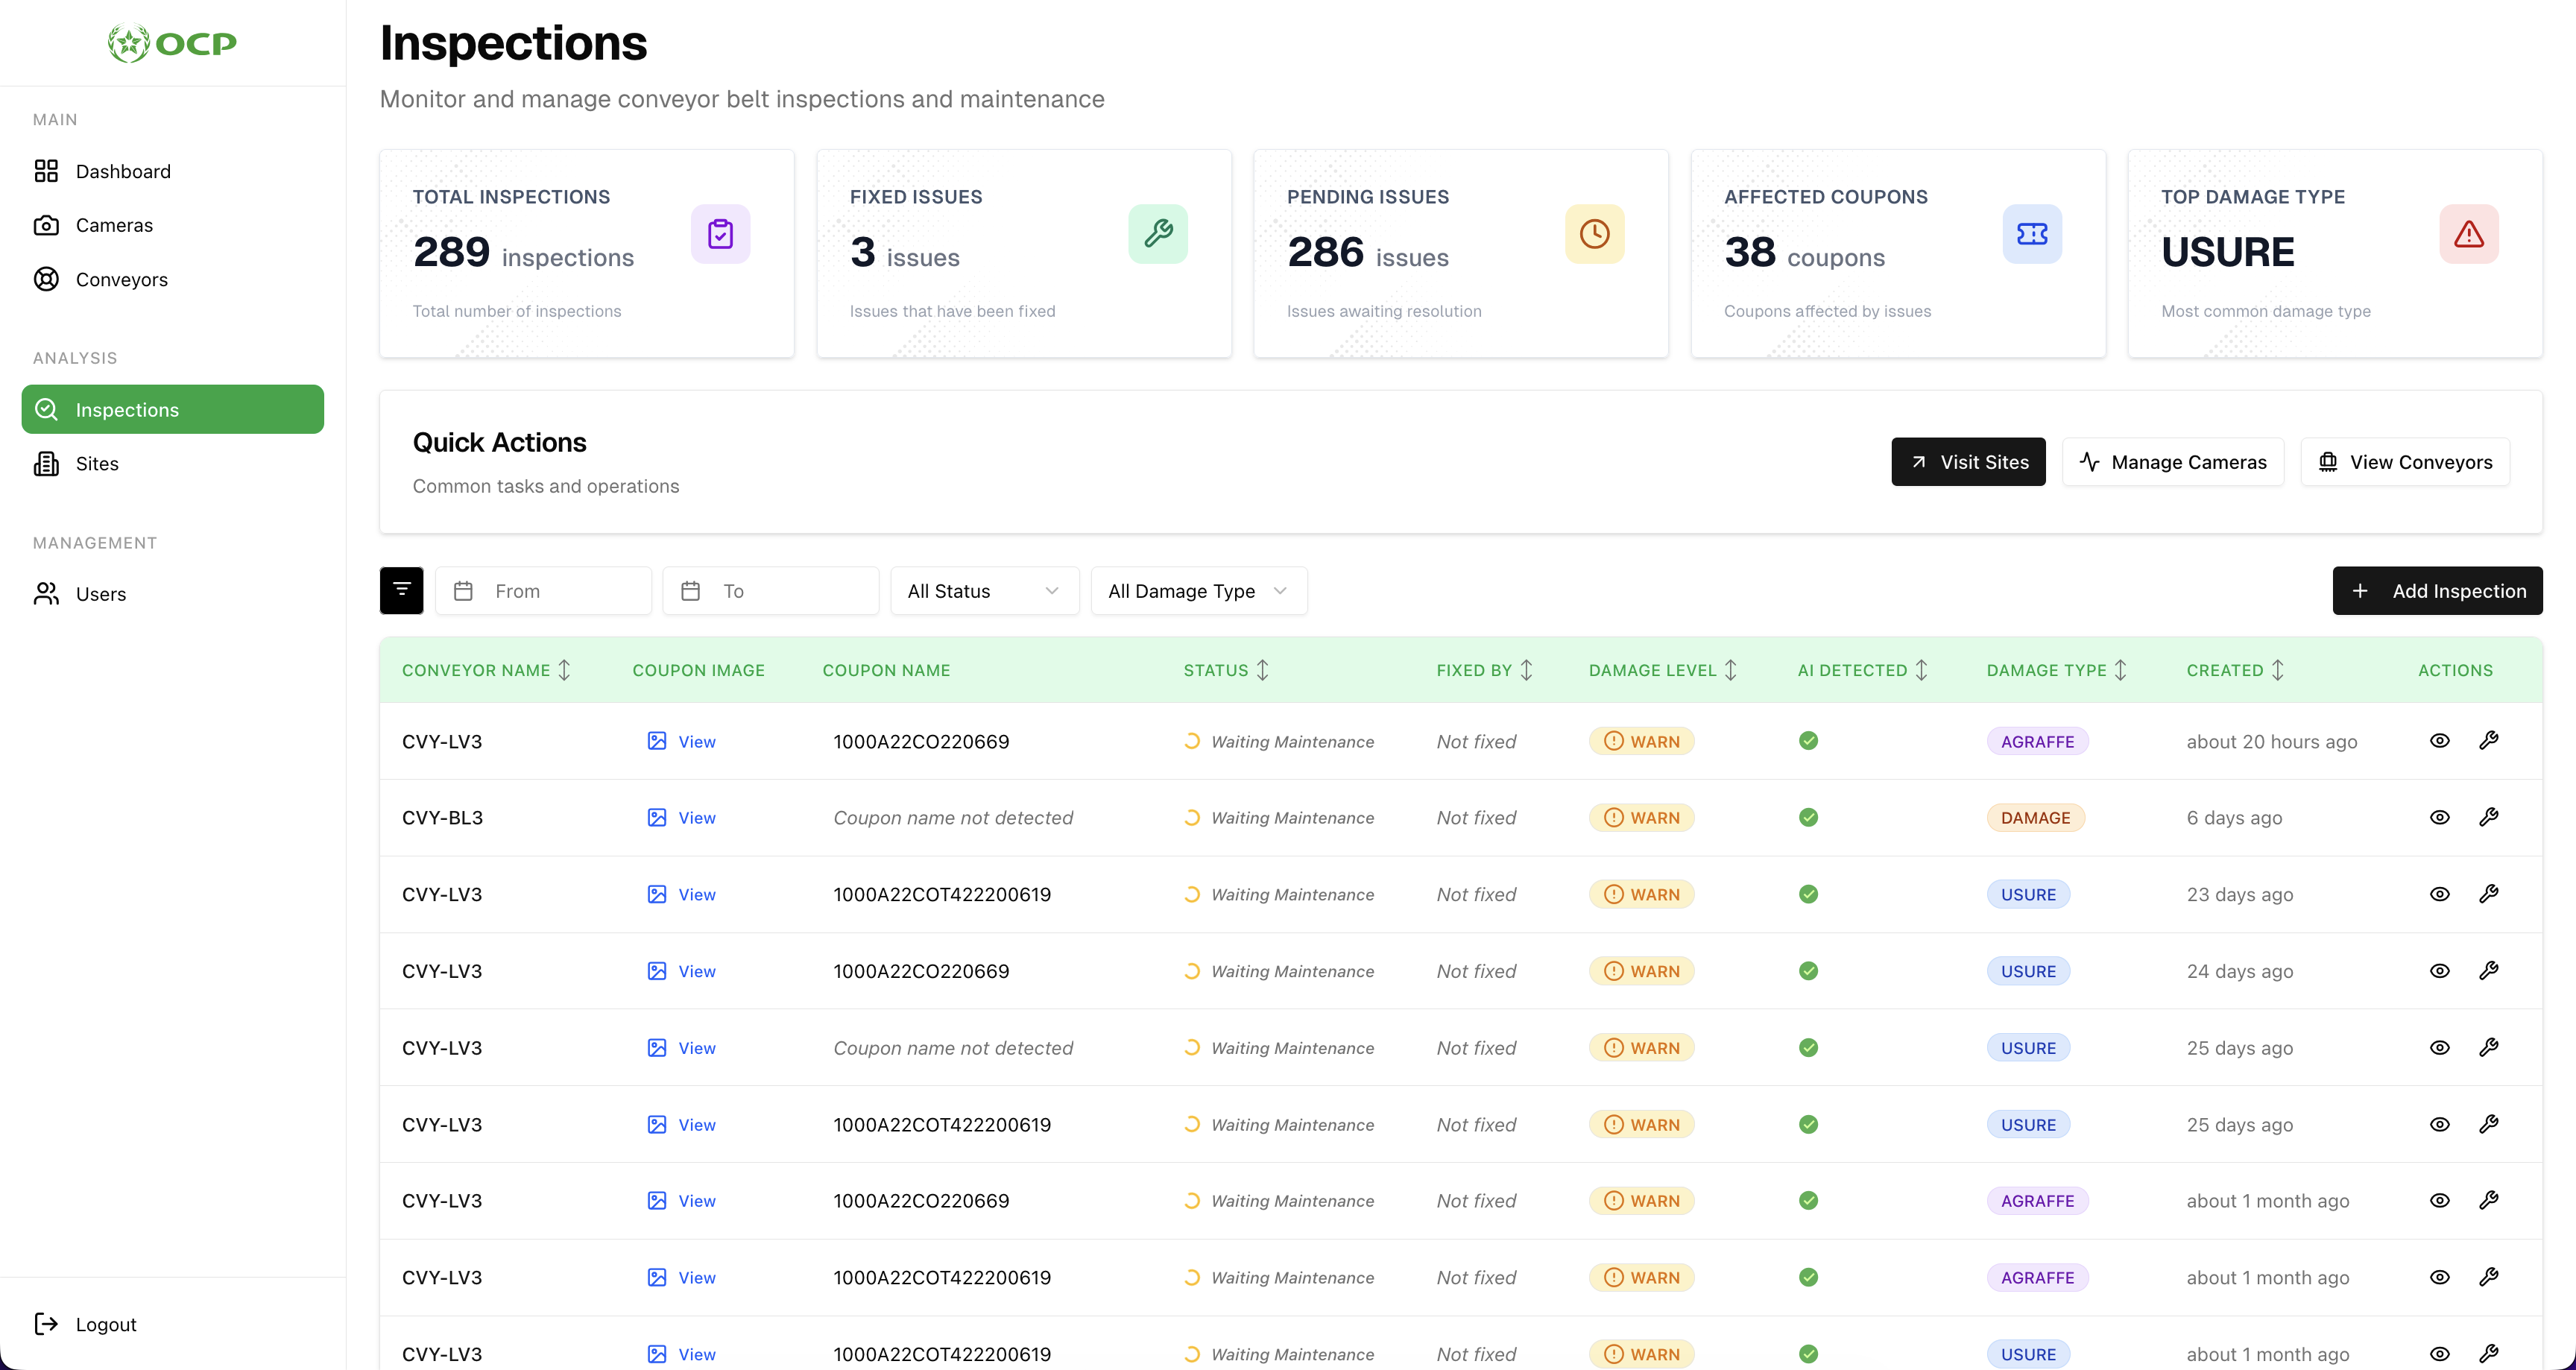 OCP
MAIN
Dashboard
Cameras
Conveyors
ANALYSIS
Inspections
Sites
MANAGEMENT
Users
Logout
Inspections
Monitor and manage conveyor belt inspections and maintenance
TOTAL INSPECTIONS
289 inspections
Total number of inspections
FIXED ISSUES
3 issues
Issues that have been fixed
PENDING ISSUES
286 issues
Issues awaiting resolution
AFFECTED COUPONS
38 coupons
Coupons affected by issues
TOP DAMAGE TYPE
USURE
Most common damage type
Quick Actions
Common tasks and operations
Visit Sites
Manage Cameras
View Conveyors
From
To
All Status
All Damage Type
Add Inspection
CONVEYOR NAME COUPON IMAGE COUPON NAME STATUS FIXED BY DAMAGE LEVEL AI DETECTED DAMAGE TYPE CREATED ACTIONS
CVY-LV3 View 1000A22CO220669 Waiting Maintenance Not fixed WARN AGRAFFE about 20 hours ago
CVY-BL3 View Coupon name not detected Waiting Maintenance Not fixed WARN DAMAGE 6 days ago
CVY-LV3 View 1000A22COT422200619 Waiting Maintenance Not fixed WARN USURE 23 days ago
CVY-LV3 View 1000A22CO220669 Waiting Maintenance Not fixed WARN USURE 24 days ago
CVY-LV3 View Coupon name not detected Waiting Maintenance Not fixed WARN USURE 25 days ago
CVY-LV3 View 1000A22COT422200619 Waiting Maintenance Not fixed WARN USURE 25 days ago
CVY-LV3 View 1000A22CO220669 Waiting Maintenance Not fixed WARN AGRAFFE about 1 month ago
CVY-LV3 View 1000A22COT422200619 Waiting Maintenance Not fixed WARN AGRAFFE about 1 month ago
CVY-LV3 View 1000A22COT422200619 Waiting Maintenance Not fixed WARN USURE about 1 month ago